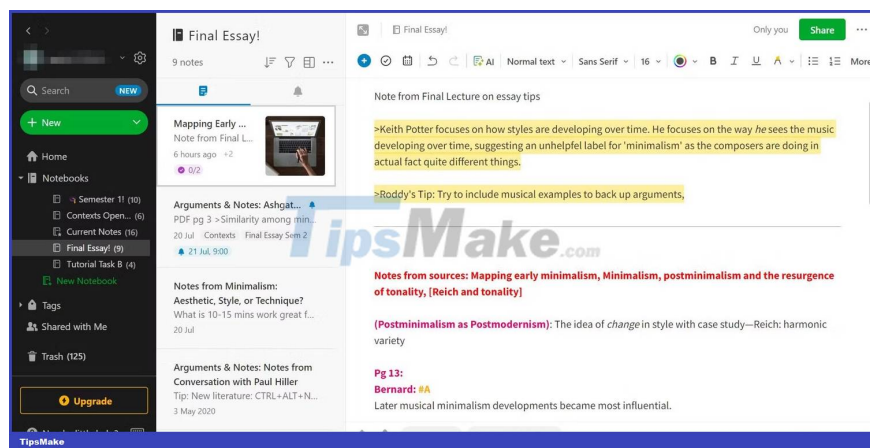 Search NEW
+ New
Home
Notebooks
Semester 1! (10)
Contexts Open... (6)
Current Notes (16)
Final Essay! (9)
Tutorial Task B (4)
New Notebook
Tags
Shared with Me
Trash (125)
Upgrade
TipsMake
Final Essay!
9 notes
Mapping Early ...
Note from Final L...
6 hours ago +2
0/2
Arguments & Notes: Ashgat...
PDF pg 3 >Similarity among min...
20 Jul Contexts Final Essay Sem 2
21 Jul, 9:00
Notes from Minimalism:
Aesthetic, Style, or Technique?
What is 10-15 mins work great f...
20 Jul
Arguments & Notes: Notes from
Conversation with Paul Hiller
Tip: New literature: CTRL+ALT+N...
3 May 2020
Final Essay!
Only you Share ...
AI Normal text Sans Serif 16 B I U A More
Note from Final Lecture on essay tips
>Keith Potter focuses on how styles are developing over time. He focuses on the way he sees the music
developing over time, suggesting an unhelpful label for 'minimalism' as the composers are doing in
actual fact quite different things.
>Roddy's Tip: Try to include musical examples to back up arguments,
TipsMake.com
Notes from sources: Mapping early minimalism, Minimalism, postminimalism and the resurgence
of tonality, [Reich and tonality]
(Postminimalism as Postmodernism): The idea of change in style with case study—Reich: harmonic
variety
Pg 13:
Bernard: #A
Later musical minimalism developments became most influential.